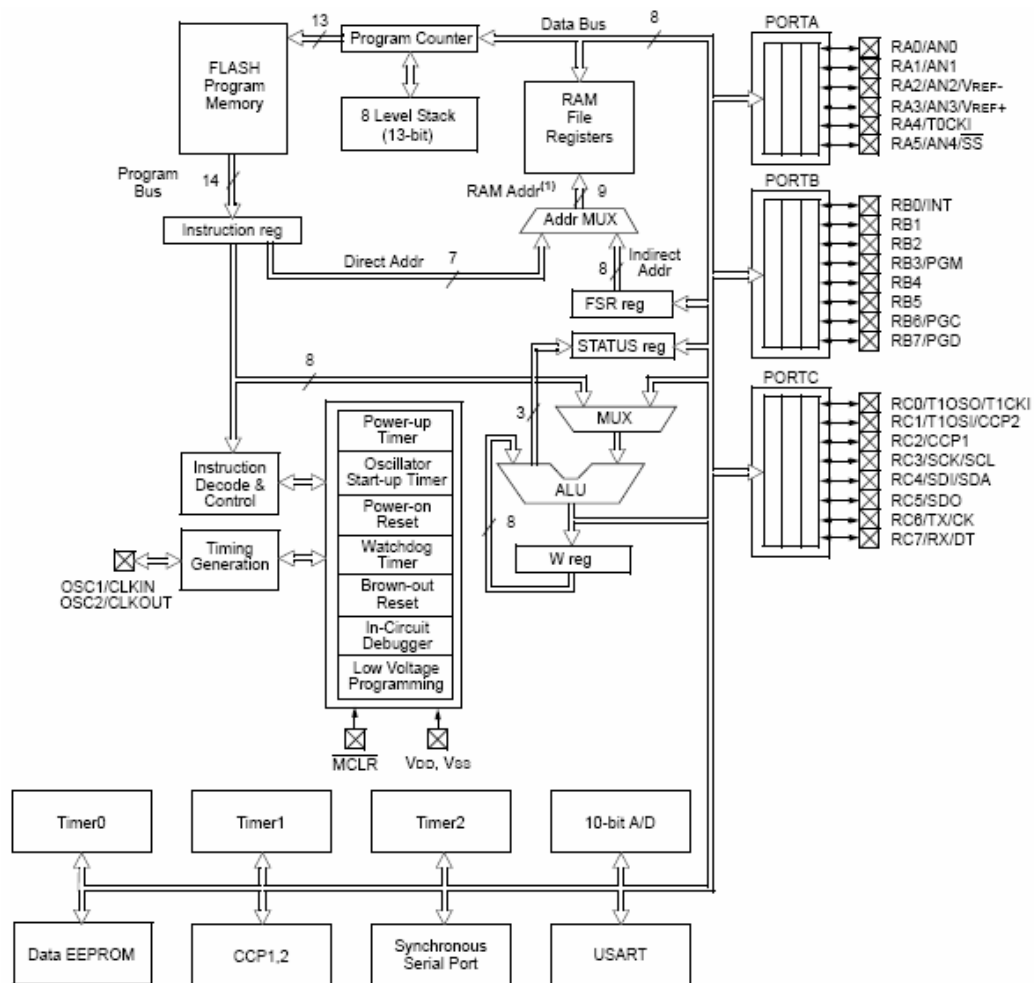 13
Program Counter
Data Bus
8
PORTA
FLASH
Program
Memory
8 Level Stack
(13-bit)
RAM
File
Registers
RA0/AN0
RA1/AN1
RA2/AN2/VREF-
RA3/AN3/VREF+
RA4/T0CKI
RA5/AN4/SS
Program
Bus
14
RAM Addr(1)
9
PORTB
Instruction reg
Addr MUX
Direct Addr
7
8
Indirect
Addr
FSR reg
RB0/INT
RB1
RB2
RB3/PGM
RB4
RB5
RB6/PGC
RB7/PGD
STATUS reg
8
3
MUX
PORTC
RC0/T1OSO/T1CKI
RC1/T1OSI/CCP2
RC2/CCP1
RC3/SCK/SCL
RC4/SDI/SDA
RC5/SDO
RC6/TX/CK
RC7/RX/DT
Instruction
Decode &
Control
Timing
Generation
OSC1/CLKIN
OSC2/CLKOUT
Power-up
Timer
Oscillator
Start-up Timer
Power-on
Reset
Watchdog
Timer
Brown-out
Reset
In-Circuit
Debugger
Low Voltage
Programming
ALU
8
W reg
MCLR
VDD, VSS
Timer0
Timer1
Timer2
10-bit A/D
Data EEPROM
CCP1,2
Synchronous
Serial Port
USART